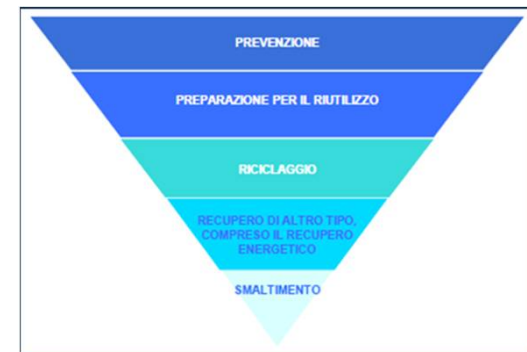 PREVENZIONE
PREPARAZIONE PER IL RIUTILIZZO
RICICLAGGIO
RECUPERO DI ALTRO TIPO,
COMPRESO IL RECUPERO
ENERGETICO
SMALTIMENTO